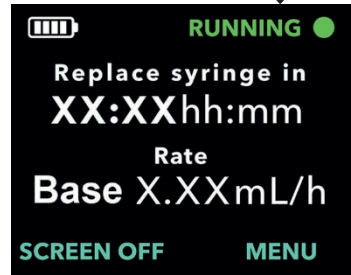 RUNNING
Replace syringe in
XX:XXhh:mm
Rate
Base X.XXmL/h
SCREEN OFF MENU